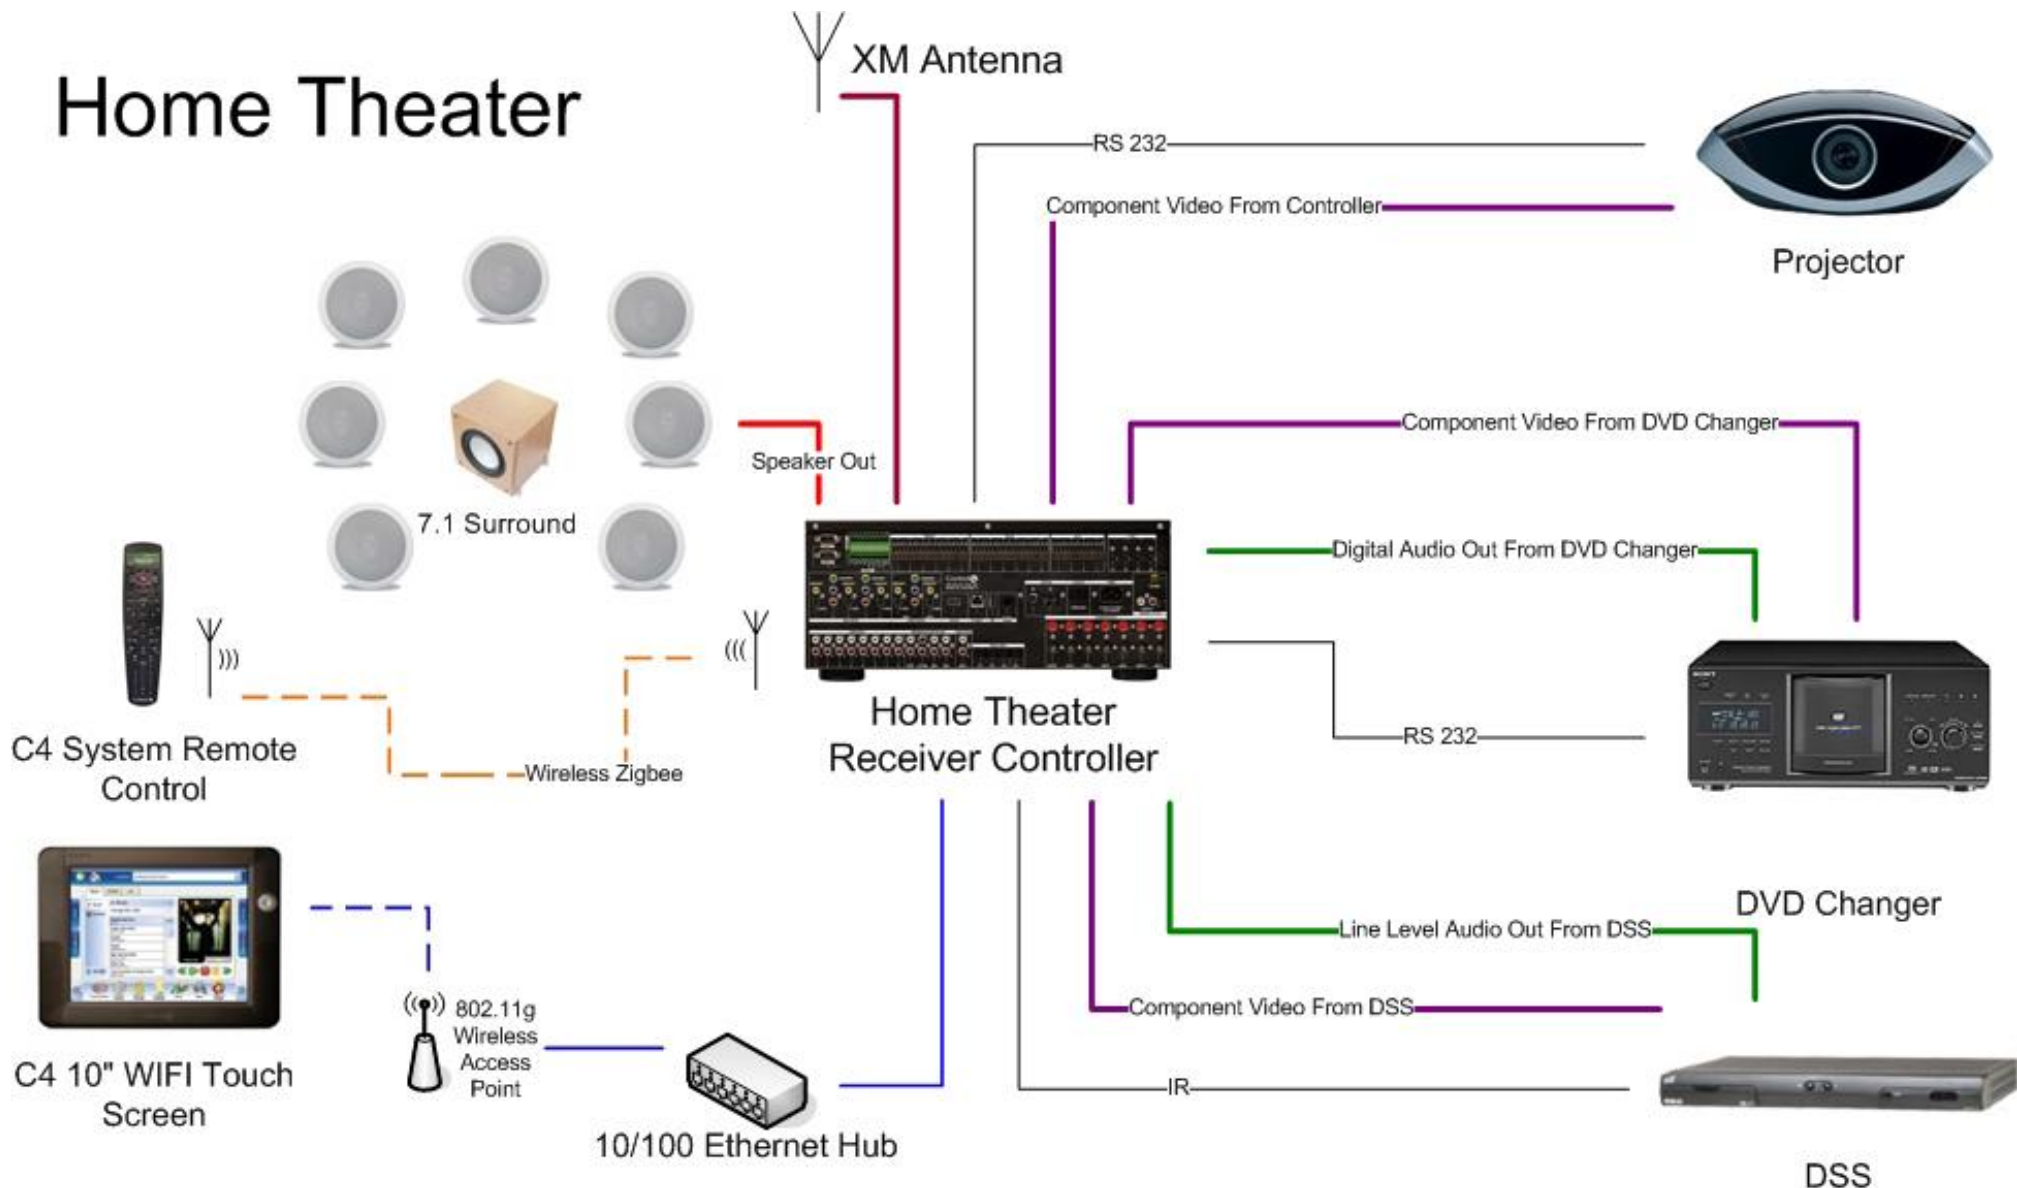 Home Theater
XM Antenna
RS 232
Component Video From Controller
Projector
Component Video From DVD Changer
Speaker Out
7.1 Surround
Digital Audio Out From DVD Changer
Home Theater
Receiver Controller
RS 232
SONY
C4 System Remote
Control
Wireless Zigbee
DVD Changer
Line Level Audio Out From DSS
Component Video From DSS
802.11g
Wireless
Access
Point
C4 10" WIFI Touch
Screen
IR
10/100 Ethernet Hub
DSS